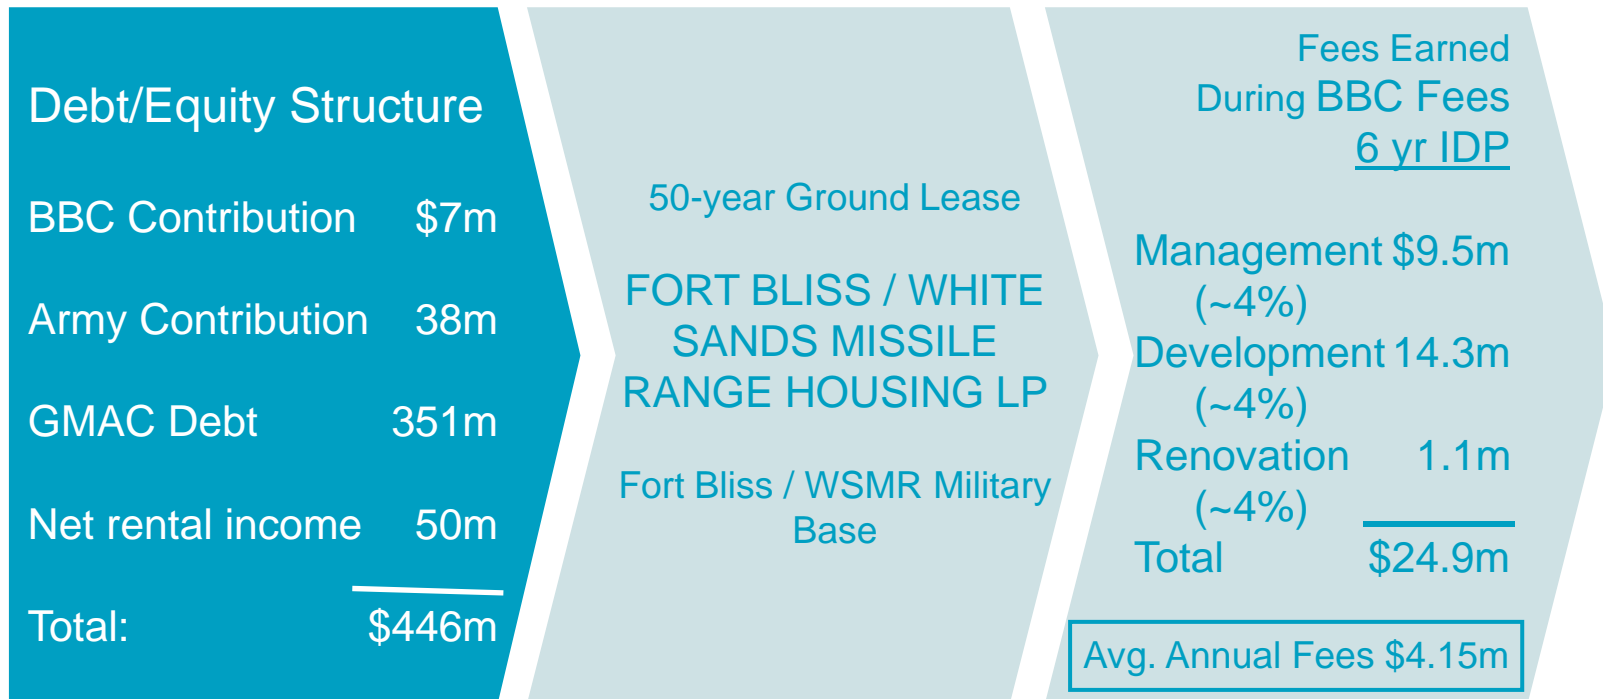 Debt/Equity Structure
BBC Contribution $7m
Army Contribution 38m
GMAC Debt 351m
Net rental income 50m
Total: $446m
50-year Ground Lease
FORT BLISS / WHITE
SANDS MISSILE
RANGE HOUSING LP
Fort Bliss / WSMR Military
Base
Fees Earned
During BBC Fees
6 yr IDP
Management $9.5m
(~4%)
Development 14.3m
(~4%)
Renovation 1.1m
(~4%)
Total $24.9m
Avg. Annual Fees $4.15m